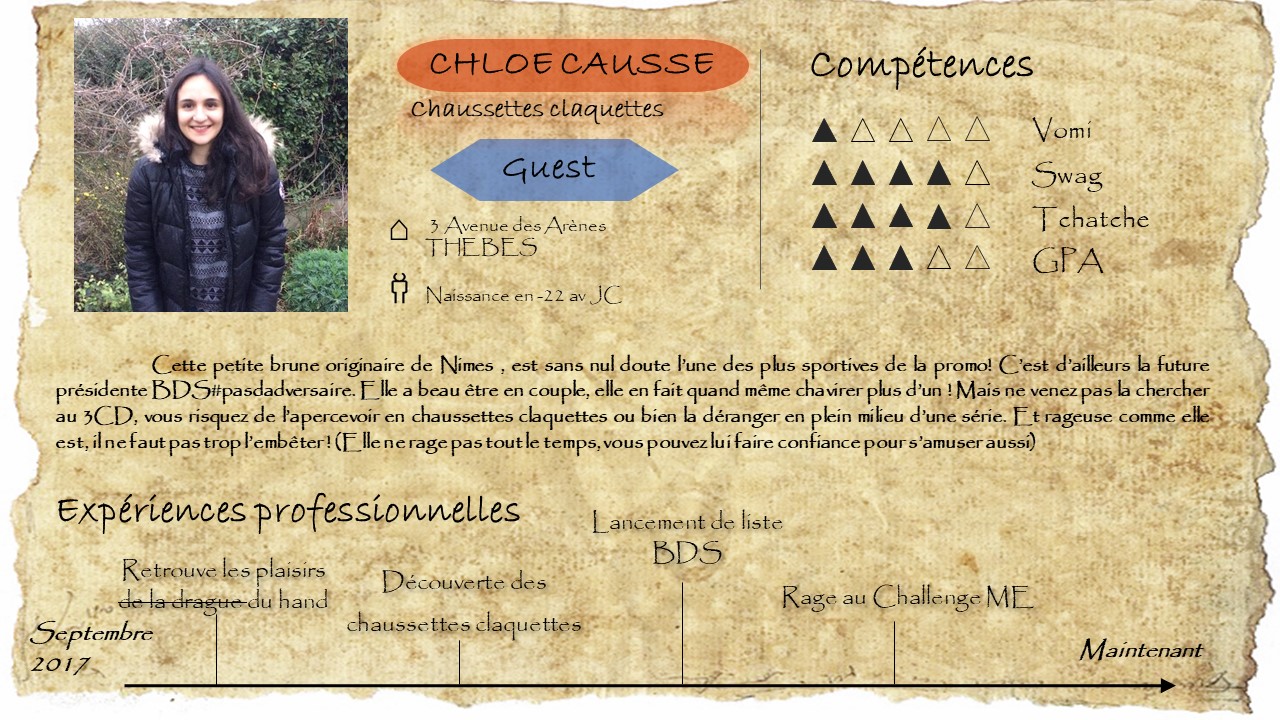 CHLOE CAUSSE
Chaussettes claquettes
Guest
3 Avenue des Arènes
THEBES
Naissance en -22 av JC
Compétences
Vomi
Swag
Tchatche
GPA
Cette petite brune originaire de Nimes , est sans nul doute l'une des plus sportives de la promo! C'est d'ailleurs la future
présidente BDS#pasdadversaire. Elle a beau être en couple, elle en fait quand même chavirer plus d'un ! Mais ne venez pas la chercher
au 3CD, vous risquez de l'apercevoir en chaussettes claquettes ou bien la déranger en plein milieu d'une série. Et rageuse comme elle
est, il ne faut pas trop l'embêter ! (Elle ne rage pas tout le temps, vous pouvez lui faire confiance pour s'amuser aussi)
Expériences professionnelles
Septembre
2017
Retrouve les plaisirs
de la drague du hand
Découverte des
chaussettes claquettes
Lancement de liste
BDS
Rage au Challenge ME
Maintenant